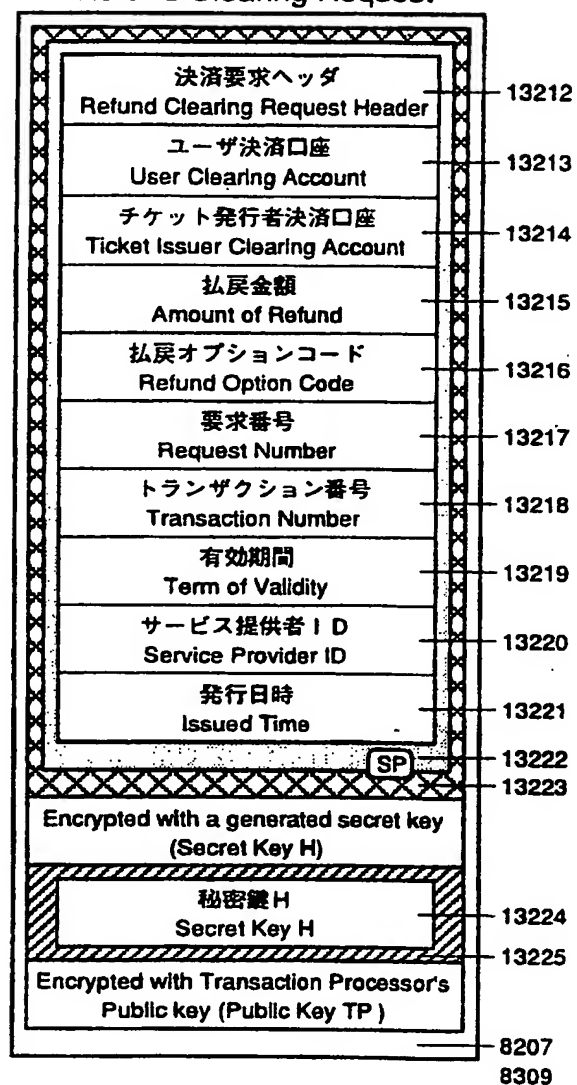 Clearing Request
決済要求ヘッダ
Refund Clearing Request Header
13212
ユーザ決済口座
User Clearing Account
13213
チケット発行者決済口座
Ticket Issuer Clearing Account
13214
払戻金額
Amount of Refund
13215
払戻オプションコード
Refund Option Code
13216
要求番号
Request Number
13217
トランザクション番号
Transaction Number
13218
有効期間
Term of Validity
13219
サービス提供者ID
Service Provider ID
13220
発行日時
Issued Time
13221
SP
13222
13223
Encrypted with a generated secret key
(Secret Key H)
秘密鍵H
Secret Key H
13224
13225
Encrypted with Transaction Processor's
Public key (Public Key TP )
8207
8309